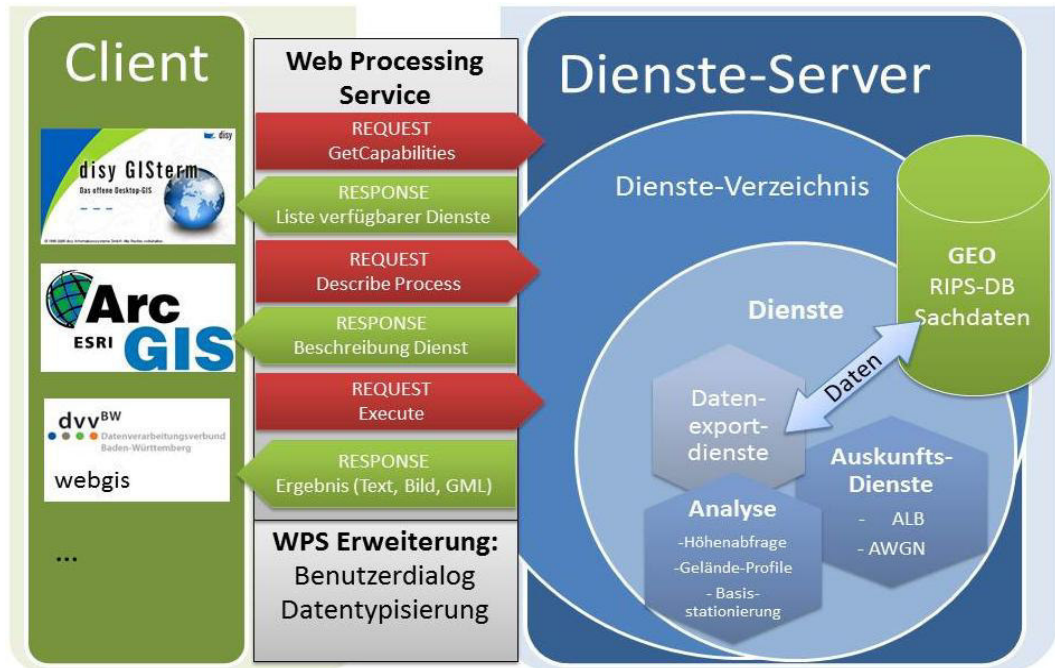 Client
disy
disy GISterm
Das offene Desktop-GIS
Arc
ESRI
GIS
dvv BW
Datenverarbeitungsverbund
Baden-Württemberg
webgis
...
Web Processing
Service
REQUEST
GetCapabilities
RESPONSE
Liste verfügbarer Dienste
REQUEST
Describe Process
RESPONSE
Beschreibung Dienst
REQUEST
Execute
RESPONSE
Ergebnis (Text, Bild, GML)
WPS Erweiterung:
Benutzerdialog
Datentypisierung
Dienste-Server
Dienste-Verzeichnis
GEO
RIPS-DB
Sachdaten
Dienste
Daten
Daten-
export-
dienste
Auskunfts-
Dienste
- ALB
- AWGN
Analyse
-Höhenabfrage
-Gelände-Profile
- Basis-
stationierung